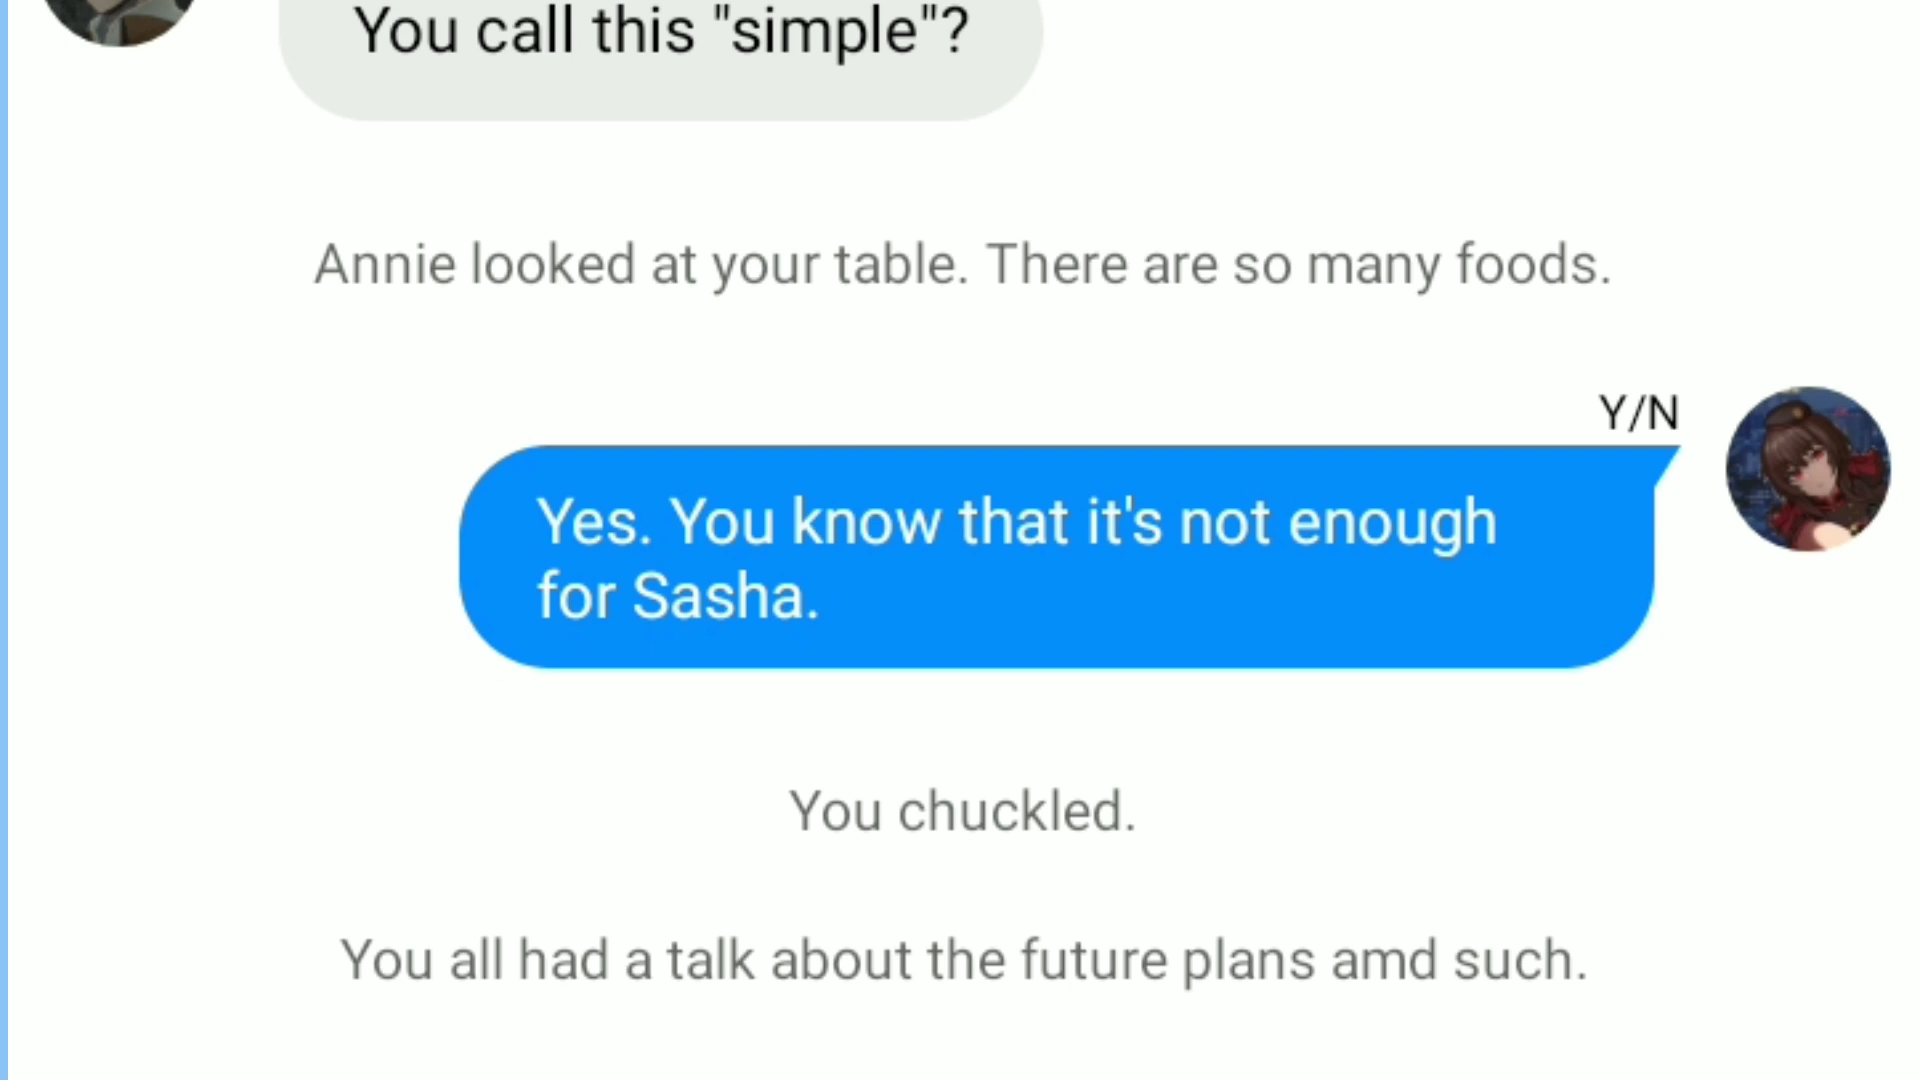 You call this "simple"?
Annie looked at your table. There are so many foods.
Y/N
Yes. You know that it's not enough
for Sasha.
You chuckled.
You all had a talk about the future plans amd such.